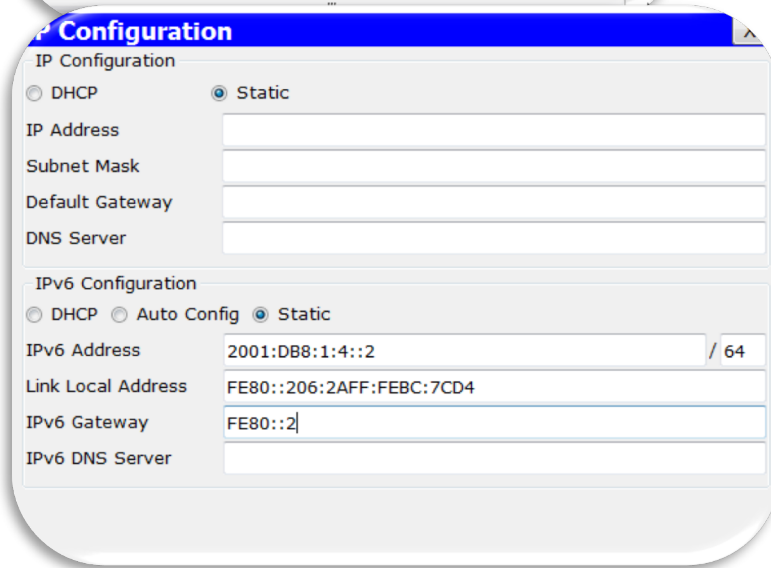 IP Configuration
IP Configuration
DHCP Static
IP Address
Subnet Mask
Default Gateway
DNS Server
IPv6 Configuration
DHCP Auto Config Static
IPv6 Address 2001:DB8:1:4::2 / 64
Link Local Address FE80::206:2AFF:FEBC:7CD4
IPv6 Gateway FE80::2
IPv6 DNS Server